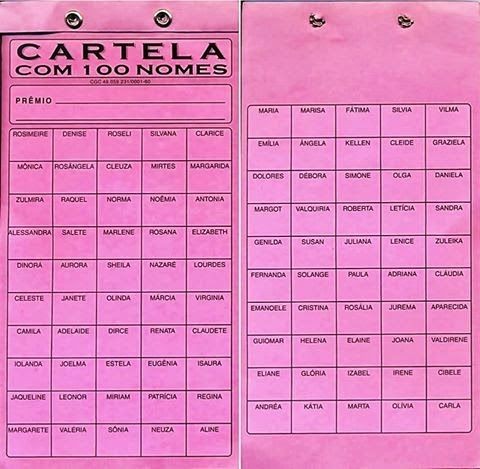 CARTELA
COM 100 NOMES
CGC 48.059.231/0001-60
PRÊMIO
ROSIMEIRE DENISE ROSELI SILVANA CLARICE
MÔNICA ROSÂNGELA CLEUZA MIRTES MARGARIDA
ZULMIRA RAQUEL NORMA NOÊMIA ANTONIA
ALESSANDRA SALETE MARLENE ROSANA ELIZABETH
DINORÁ AURORA SHEILA NAZARÉ LOURDES
CELESTE JANETE OLINDA MÁRCIA VIRGINIA
CAMILA ADELAIDE DIRCE RENATA CLAUDETE
IOLANDA JOELMA ESTELA EUGÊNIA ISAURA
JAQUELINE LEONOR MIRIAM PATRÍCIA REGINA
MARGARETE VALÉRIA SÔNIA NEUZA ALINE
MARIA MARISA FÁTIMA SILVIA VILMA
EMÍLIA ÂNGELA KELLEN CLEIDE GRAZIELA
DOLORES DÉBORA SIMONE OLGA DANIELA
MARGOT VALQUIRIA ROBERTA LETÍCIA SANDRA
GENILDA SUSAN JULIANA LENICE ZULEIKA
FERNANDA SOLANGE PAULA ADRIANA CLÁUDIA
EMANOELE CRISTINA ROSÁLIA JUREMA APARECIDA
GUIOMAR HELENA ELAINE JOANA VALDIRENE
ELIANE GLÓRIA IZABEL IRENE CIBELE
ANDRÉA KÁTIA MARTA OLÍVIA CARLA